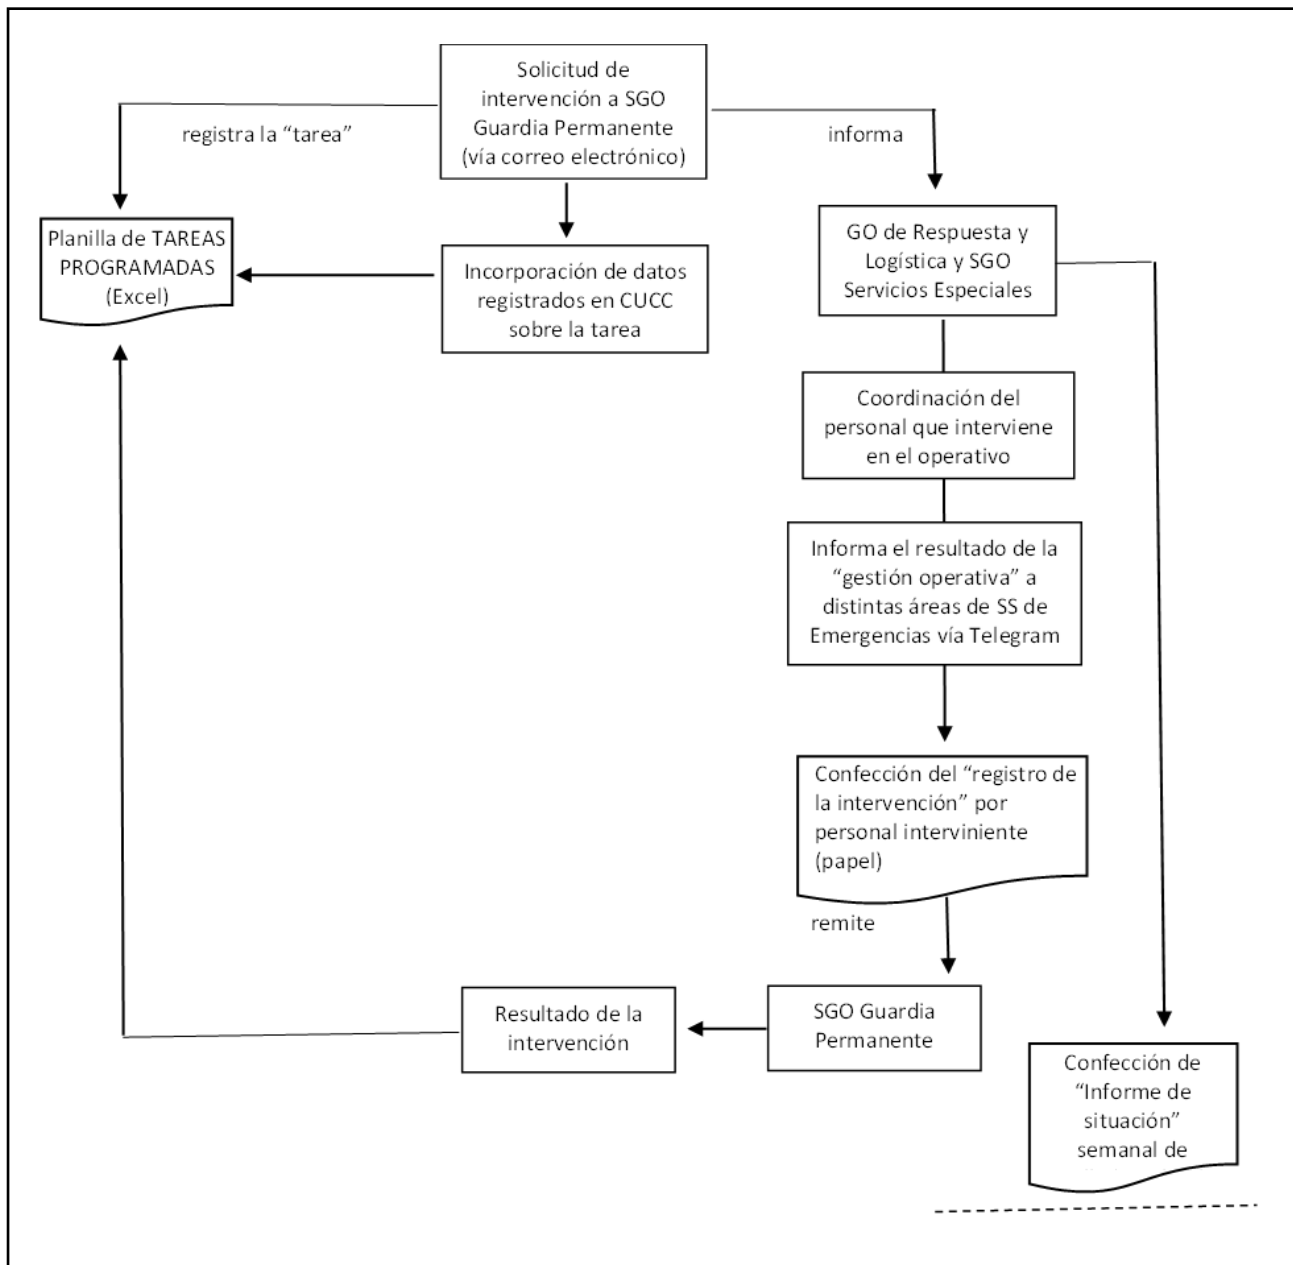 Solicitud de
intervención a SGO
Guardia Permanente
(vía correo electrónico)
registra la “tarea”
informa
Planilla de TAREAS
PROGRAMADAS
(Excel)
Incorporación de datos
registrados en CUCC
sobre la tarea
GO de Respuesta y
Logística y SGO
Servicios Especiales
Coordinación del
personal que interviene
en el operativo
Informa el resultado de la
“gestión operativa” a
distintas áreas de SS de
Emergencias vía Telegram
Confección del “registro de
la intervención” por
personal interviniente
(papel)
remite
SGO Guardia
Permanente
Resultado de la
intervención
Confección de
“Informe de
situación”
semanal de